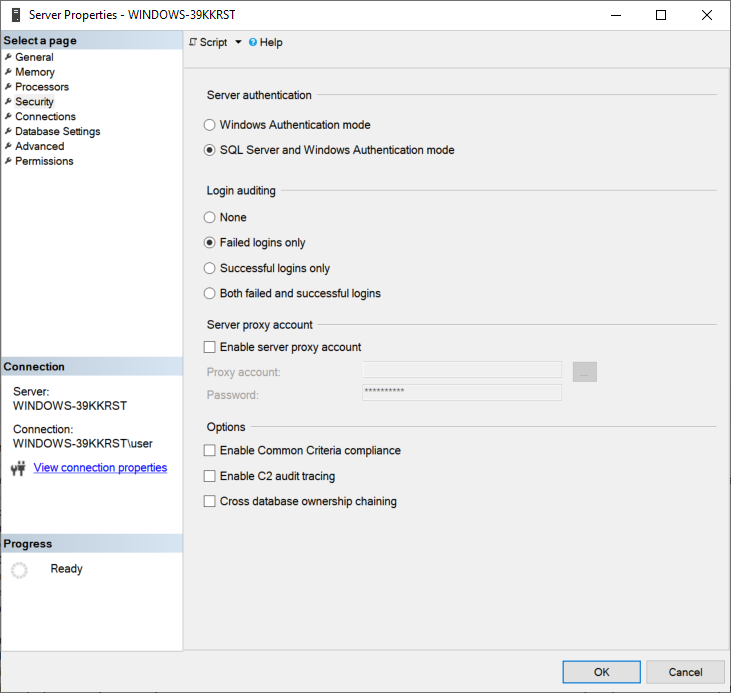 Server Properties - WINDOWS-39KKRST
Select a page
General
Memory
Processors
Security
Connections
Database Settings
Advanced
Permissions
Connection
Server:
WINDOWS-39KKRST
Connection:
WINDOWS-39KKRST\user
View connection properties
Progress
Ready
Script
Help
Server authentication
Windows Authentication mode
SQL Server and Windows Authentication mode
Login auditing
None
Failed logins only
Successful logins only
Both failed and successful logins
Server proxy account
Enable server proxy account
Proxy account:
...
Password:
**********
Options
Enable Common Criteria compliance
Enable C2 audit tracing
Cross database ownership chaining
OK
Cancel